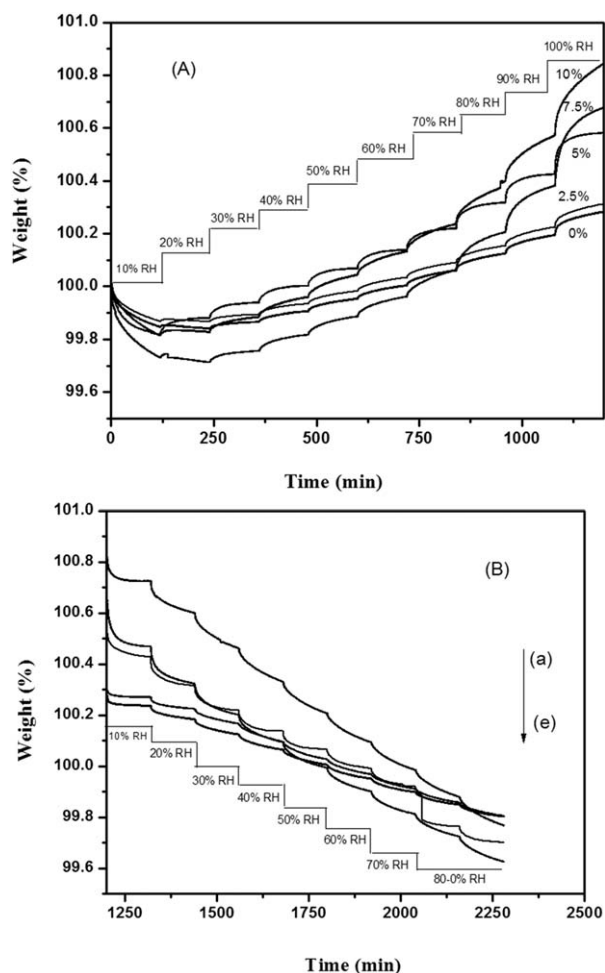 101.0
(A)
100% RH
100.8
10%
90% RH
7.5%
80% RH
100.6
70% RH
5%
60% RH
100.4
50% RH
2.5%
40% RH
0%
30% RH
100.2
20% RH
10% RH
100.0
99.8
99.6
Weight (%)
0
250
500
750
1000
Time (min)
101.0
(B)
100.8
100.6
(a)
100.4
100.2
(e)
10% RH
20% RH
100.0
30% RH
40% RH
99.8
50% RH
60% RH
70% RH
99.6
80-0% RH
Weight (%)
1250
1500
1750
2000
2250
2500
Time (min)